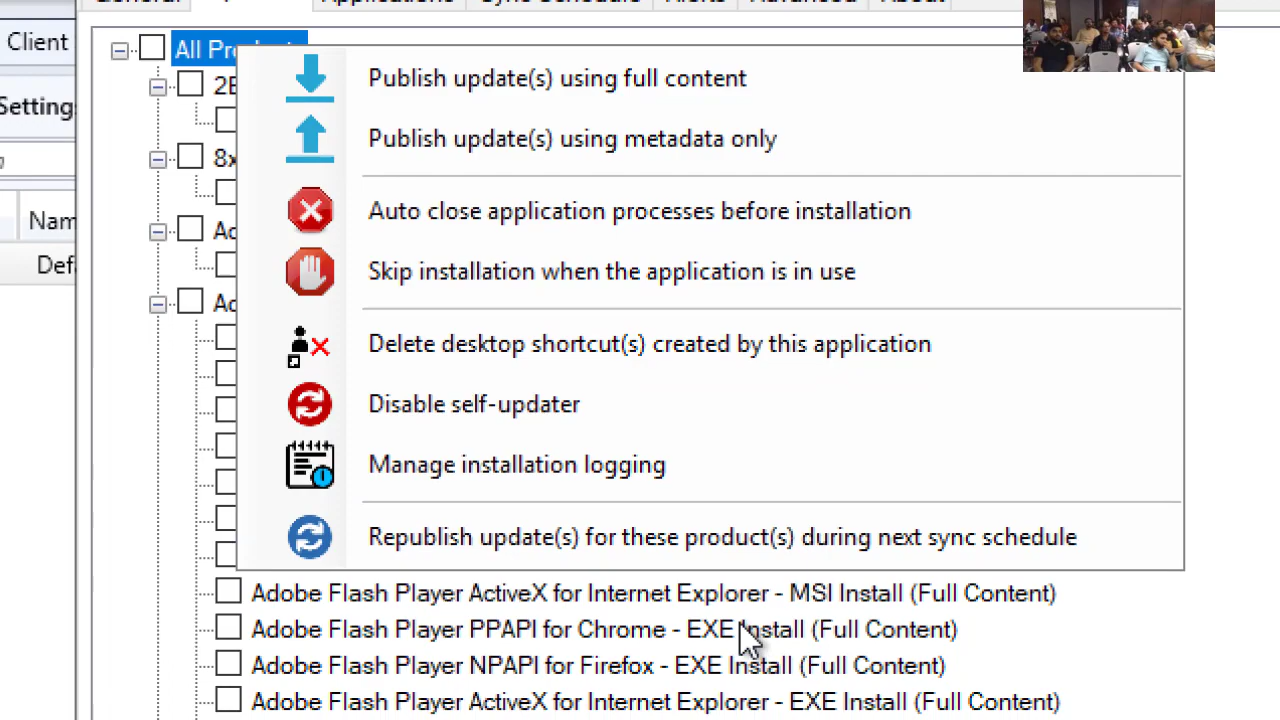 Client
Settings
Nam
Defa
All Pro
2E
8x
Ad
Ad
Publish update(s) using full content
Publish update(s) using metadata only
Auto close application processes before installation
Skip installation when the application is in use
Delete desktop shortcut(s) created by this application
Disable self-updater
Manage installation logging
Republish update(s) for these product(s) during next sync schedule
Adobe Flash Player ActiveX for Internet Explorer - MSI Install (Full Content)
Adobe Flash Player PPAPI for Chrome - EXE Install (Full Content)
Adobe Flash Player NPAPI for Firefox - EXE Install (Full Content)
Adobe Flash Player ActiveX for Internet Explorer - EXE Install (Full Content)